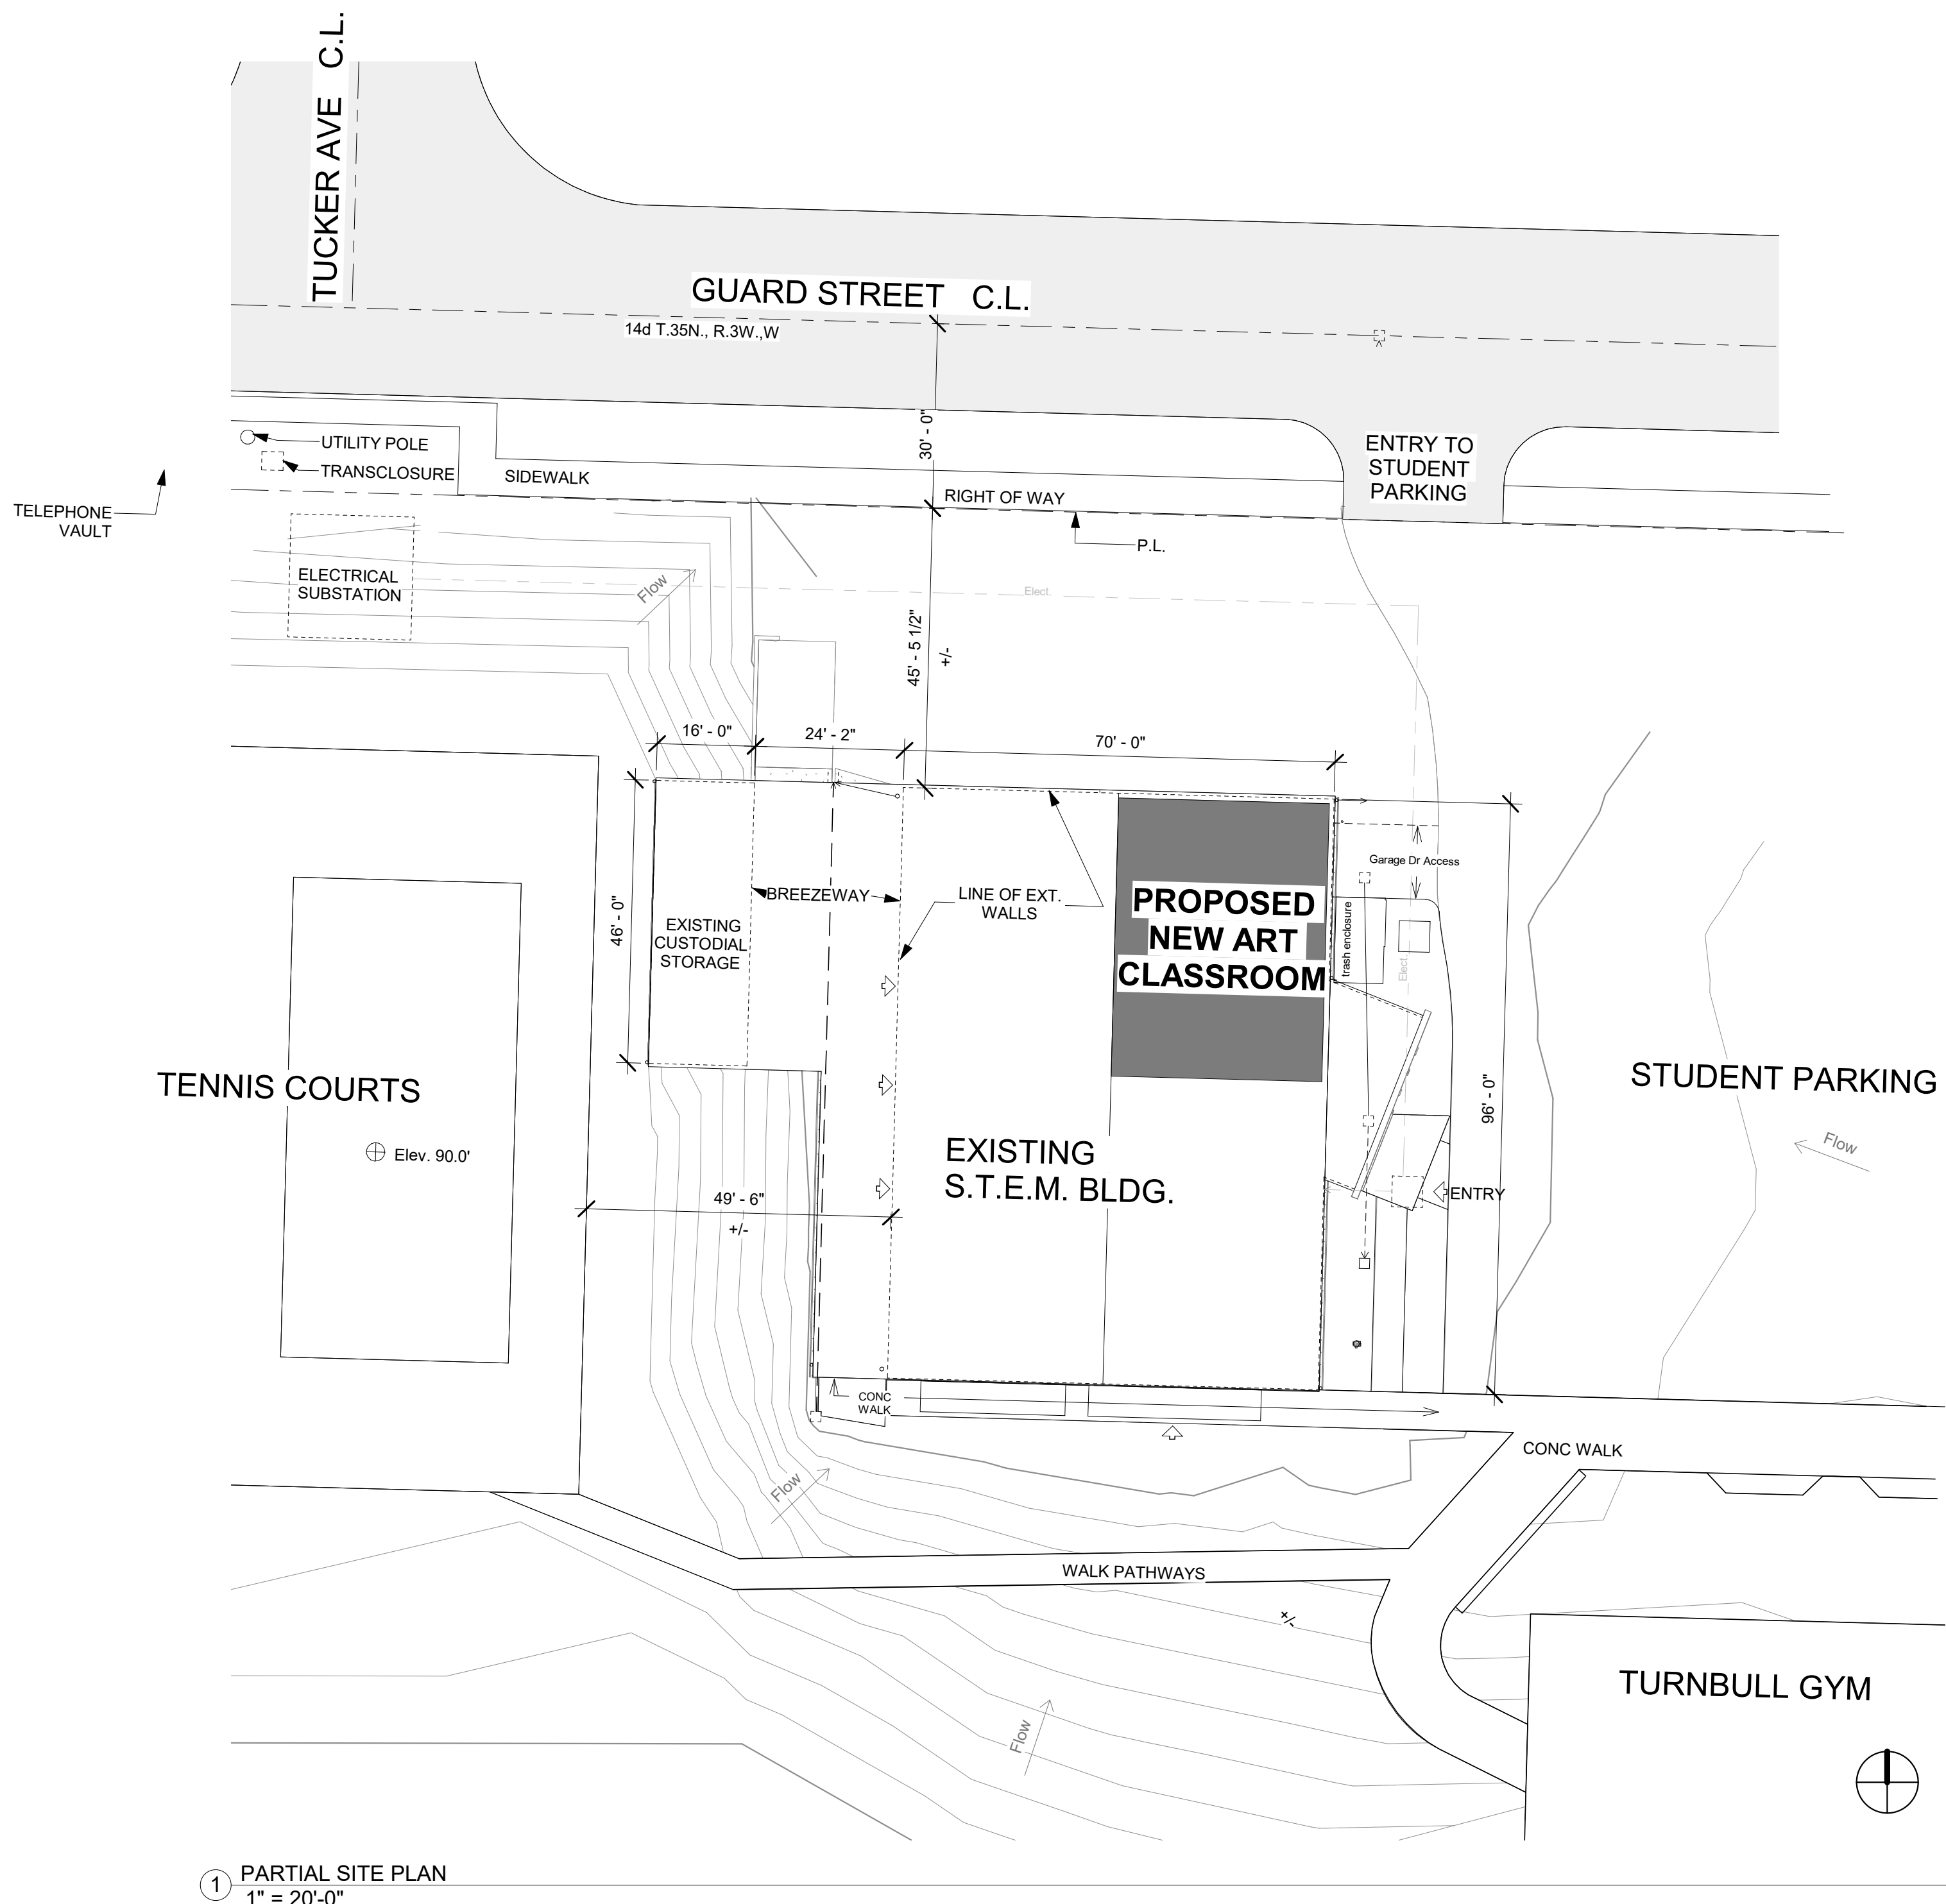 TUCKER AVE C.L.
GUARD STREET C.L.
14d T.35N., R.3W.,W
UTILITY POLE
TRANSCLOSURE
SIDEWALK
TELEPHONE
VAULT
30' - 0"
RIGHT OF WAY
ENTRY TO
STUDENT
PARKING
P.L.
ELECTRICAL
SUBSTATION
Flow
Elect.
45' - 5 1/2"
+/-
16' - 0"
24' - 2"
70' - 0"
46' - 0"
EXISTING
CUSTODIAL
STORAGE
BREEZEWAY
LINE OF EXT.
WALLS
PROPOSED
NEW ART
CLASSROOM
Garage Dr Access
trash enclosure
Elect.
TENNIS COURTS
Elev. 90.0'
STUDENT PARKING
96' - 0"
Flow
EXISTING
S.T.E.M. BLDG.
49' - 6"
+/-
ENTRY
CONC
WALK
CONC WALK
Flow
WALK PATHWAYS
+/-
TURNBULL GYM
Flow
1
PARTIAL SITE PLAN
1" = 20'-0"